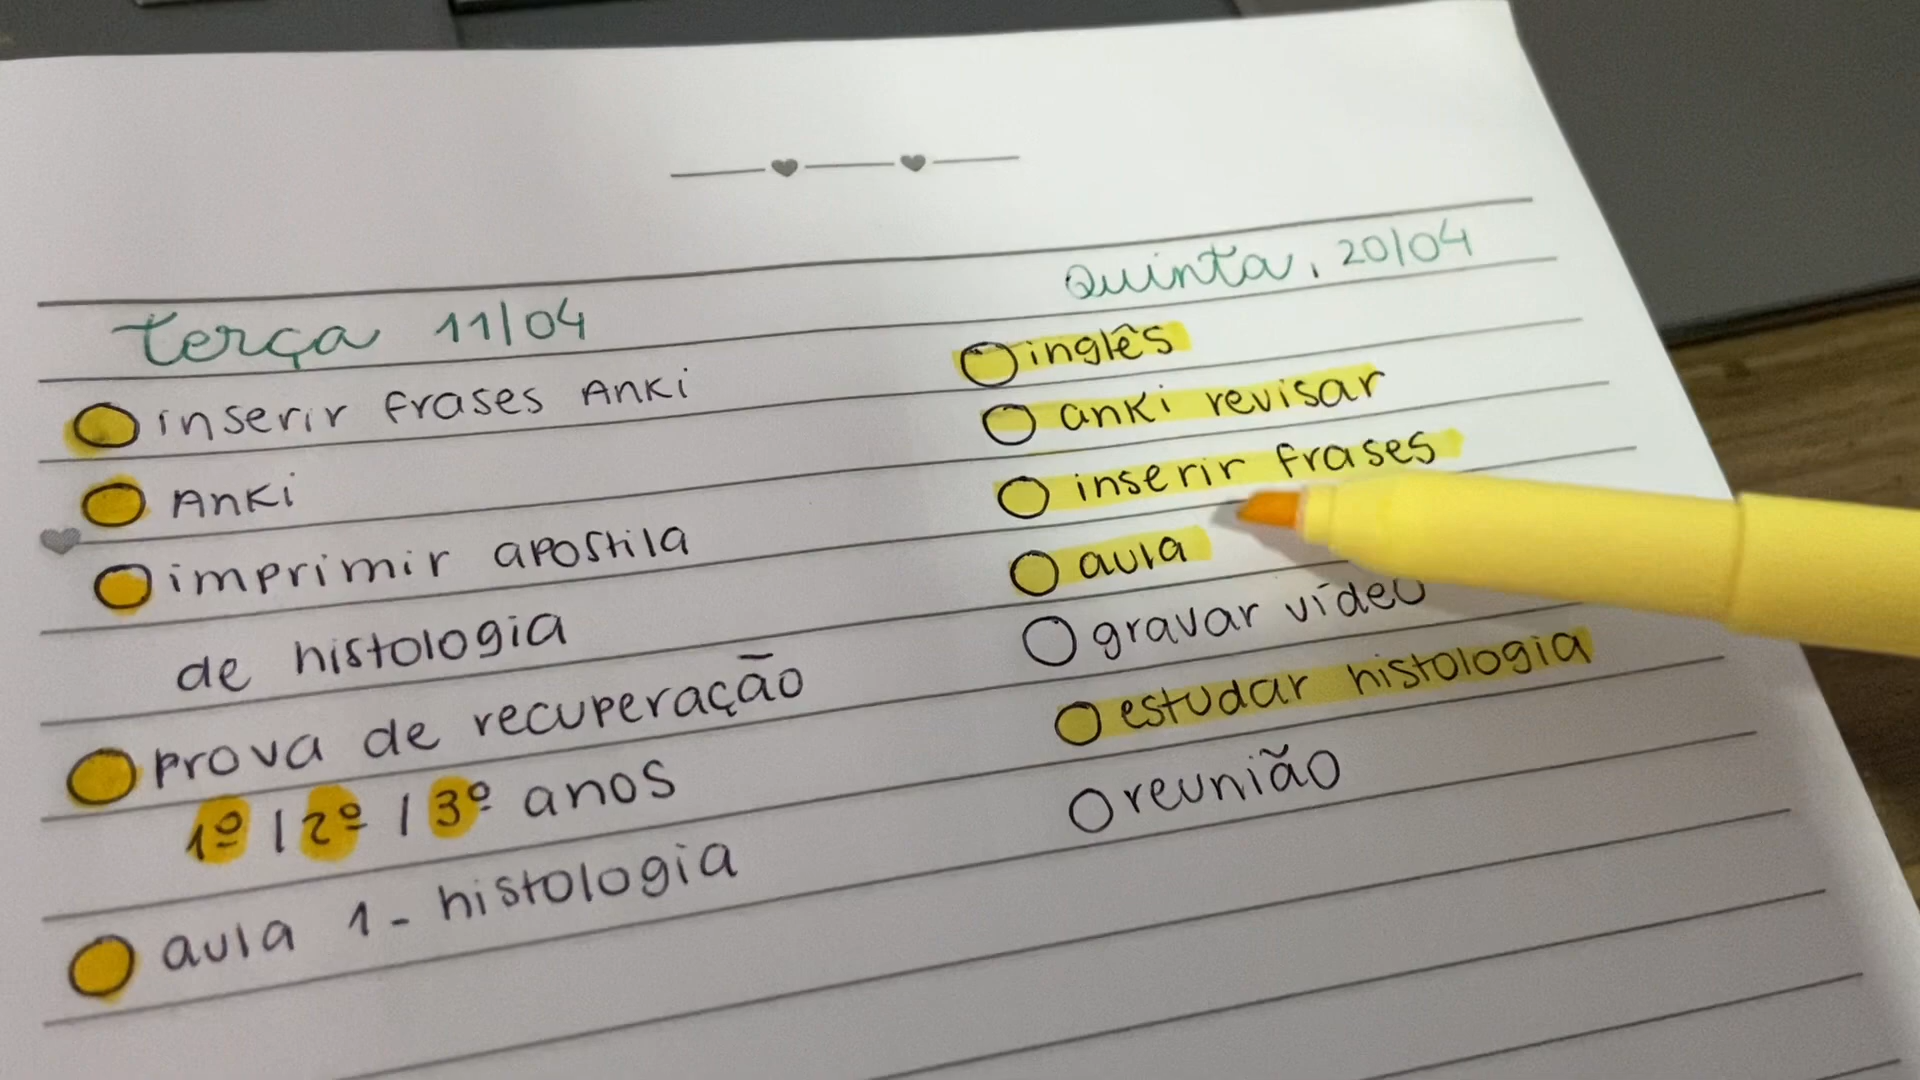 Terça 11/04
inserir frases Anki
Anki
imprimir apostila
de histologia
prova de recuperação
1º | 2º | 3º anos
aula 1 - histologia
Quinta, 20/04
inglês
anki revisar
inserir frases
aula
gravar vídeo
estudar histologia
reunião